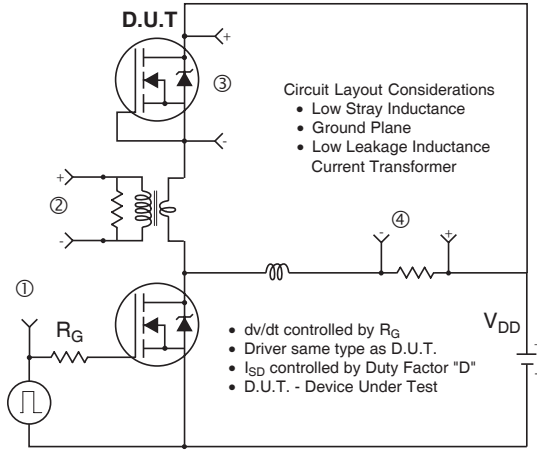 D.U.T
+
③
-
Circuit Layout Considerations
• Low Stray Inductance
• Ground Plane
• Low Leakage Inductance
Current Transformer
+
②
-
④
-
+
①
R_G
V_DD
+
-
• dv/dt controlled by R_G
• Driver same type as D.U.T.
• I_SD controlled by Duty Factor "D"
• D.U.T. - Device Under Test